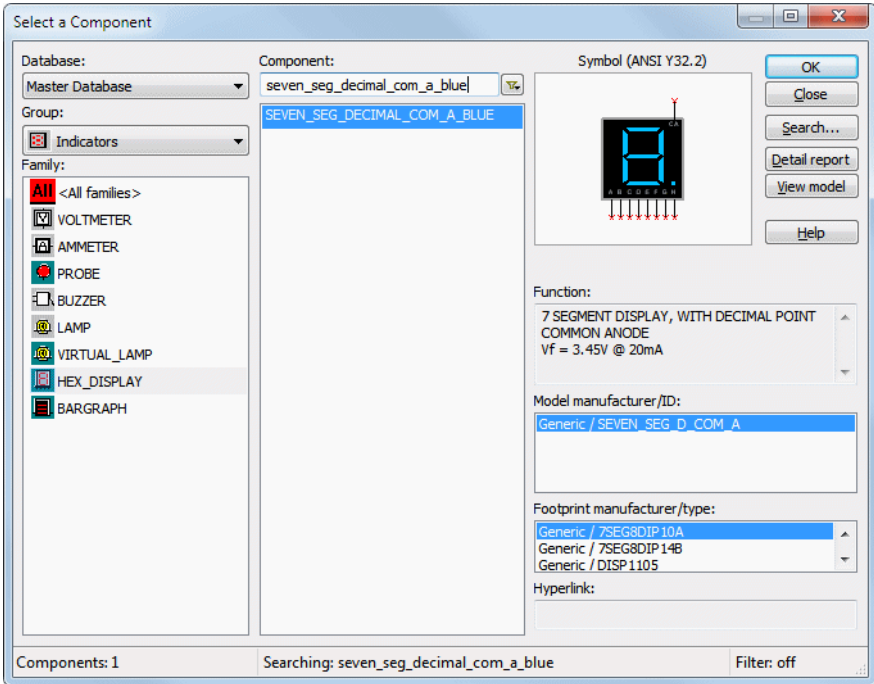 Select a Component
Database:
Master Database
Group:
Indicators
Family:
All <All families>
VOLTMETER
AMMETER
PROBE
BUZZER
LAMP
VIRTUAL_LAMP
HEX_DISPLAY
BARGRAPH
Component:
seven_seg_decimal_com_a_blue
SEVEN_SEG_DECIMAL_COM_A_BLUE
Symbol (ANSI Y32.2)
CA
A B C D E F G H
OK
Close
Search...
Detail report
View model
Help
Function:
7 SEGMENT DISPLAY, WITH DECIMAL POINT
COMMON ANODE
Vf = 3.45V @ 20mA
Model manufacturer/ID:
Generic / SEVEN_SEG_D_COM_A
Footprint manufacturer/type:
Generic / 7SEG8DIP10A
Generic / 7SEG8DIP14B
Generic / DISP1105
Hyperlink:
Components: 1
Searching: seven_seg_decimal_com_a_blue
Filter: off